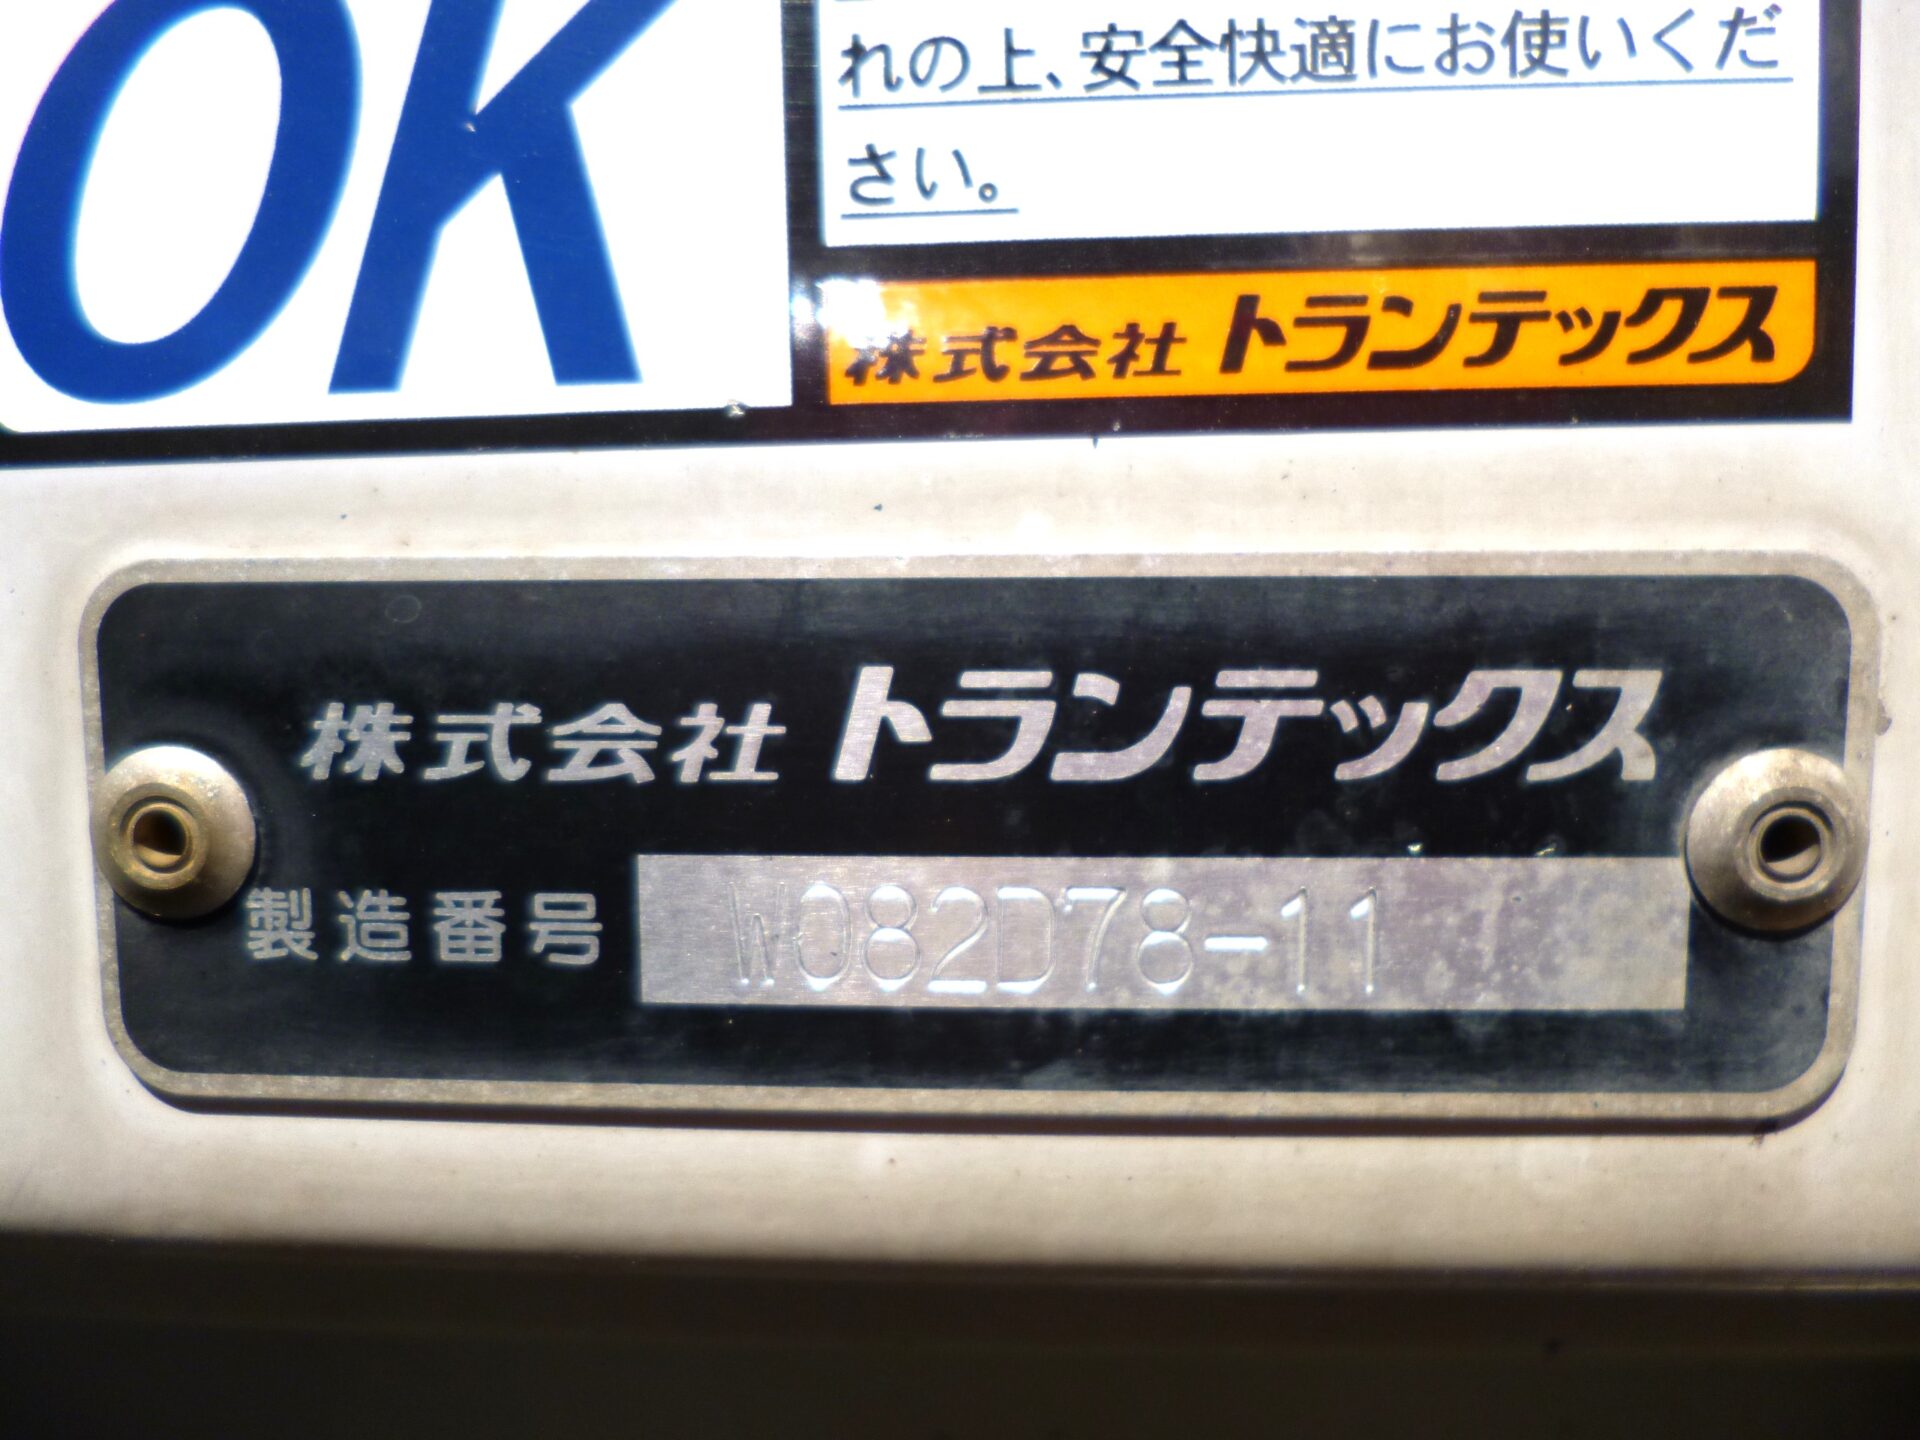 OK
れの上、安全快適にお使いくだ
さい。
株式会社 トランテックス
株式会社 トランテックス
製造番号 W082D78-11